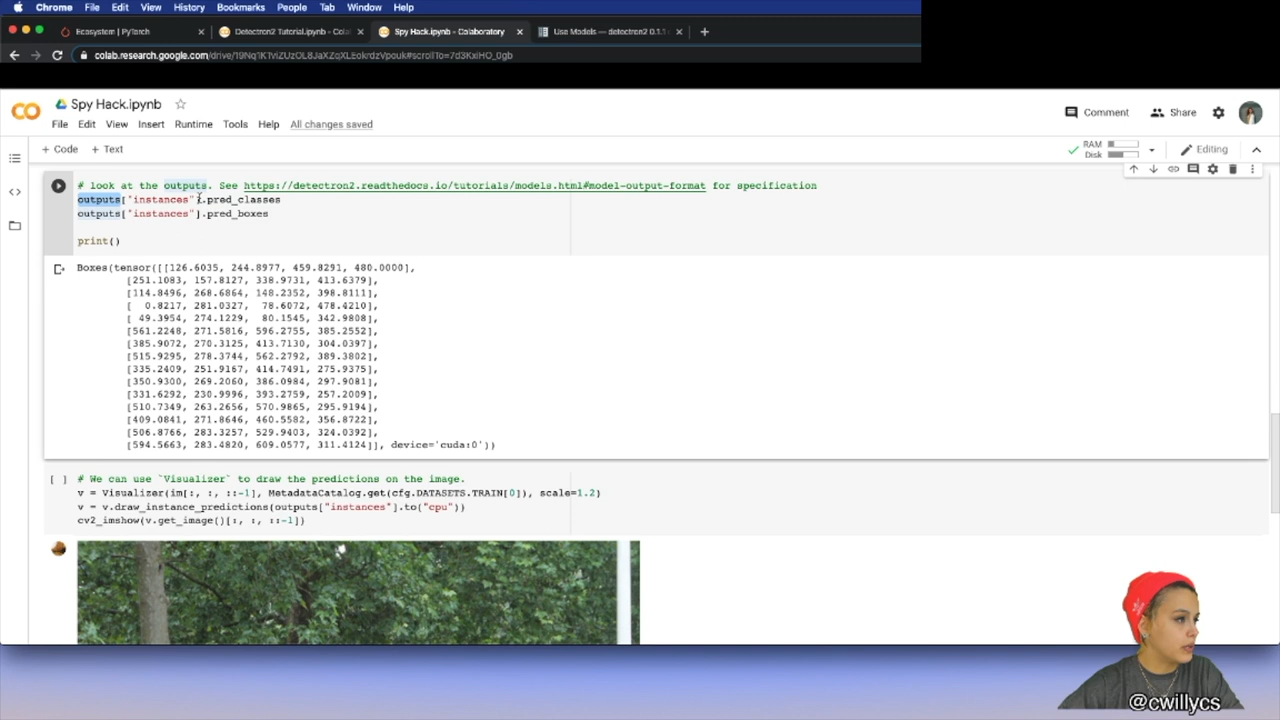 Chrome File Edit View History Bookmarks People Tab Window Help
Ecosystem | PyTorch
Detectron2 Tutorial.ipynb - Cola
Spy Hack.ipynb - Colaboratory
Use Models — detectron2 0.1.1
Spy Hack.ipynb
Comment Share
File Edit View Insert Runtime Tools Help All changes saved
+ Code + Text
RAM
Disk
Editing
# look at the outputs. See https://detectron2.readthedocs.io/tutorials/models.html#model-output-format for specification
outputs["instances"].pred_classes
outputs["instances"].pred_boxes
print()
Boxes(tensor([[126.6035, 244.8977, 459.8291, 480.0000],
[251.1083, 157.8127, 338.9731, 413.6379],
[114.8496, 268.6864, 148.2352, 398.8111],
[ 0.8217, 281.0327, 78.6072, 478.4210],
[ 49.3954, 274.1229, 80.1545, 342.9808],
[561.2248, 271.5816, 596.2755, 385.2552],
[385.9072, 270.3125, 413.7130, 304.0397],
[515.9295, 278.3744, 562.2792, 389.3802],
[335.2409, 251.9167, 414.7491, 275.9375],
[350.9300, 269.2060, 386.0984, 297.9081],
[331.6292, 230.9996, 393.2759, 257.2009],
[510.7349, 263.2656, 570.9865, 295.9194],
[409.0841, 271.8646, 460.5582, 356.8722],
[506.8766, 283.3257, 529.9403, 324.0392],
[594.5663, 283.4820, 609.0577, 311.4124]], device='cuda:0'))
[ ] # We can use `Visualizer` to draw the predictions on the image.
v = Visualizer(im[:, :, ::-1], MetadataCatalog.get(cfg.DATASETS.TRAIN[0]), scale=1.2)
v = v.draw_instance_predictions(outputs["instances"].to("cpu"))
cv2_imshow(v.get_image()[:, :, ::-1])
@cwillycs